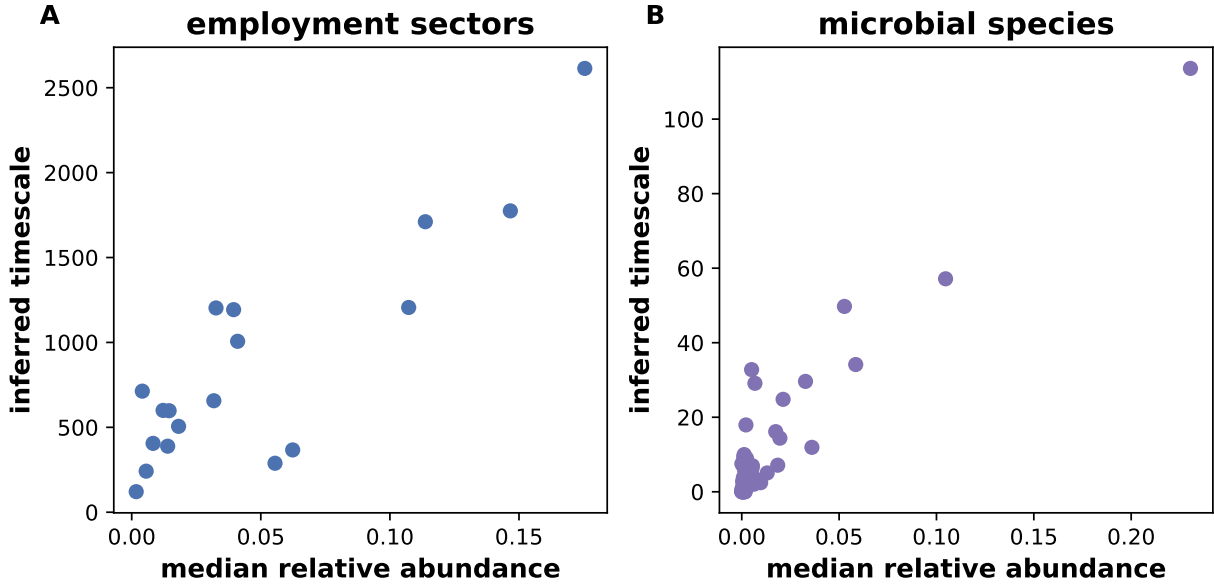 A
employment sectors
inferred timescale
2500
2000
1500
1000
500
0
0.00 0.05 0.10 0.15
median relative abundance
B
microbial species
inferred timescale
100
80
60
40
20
0
0.00 0.05 0.10 0.15 0.20
median relative abundance